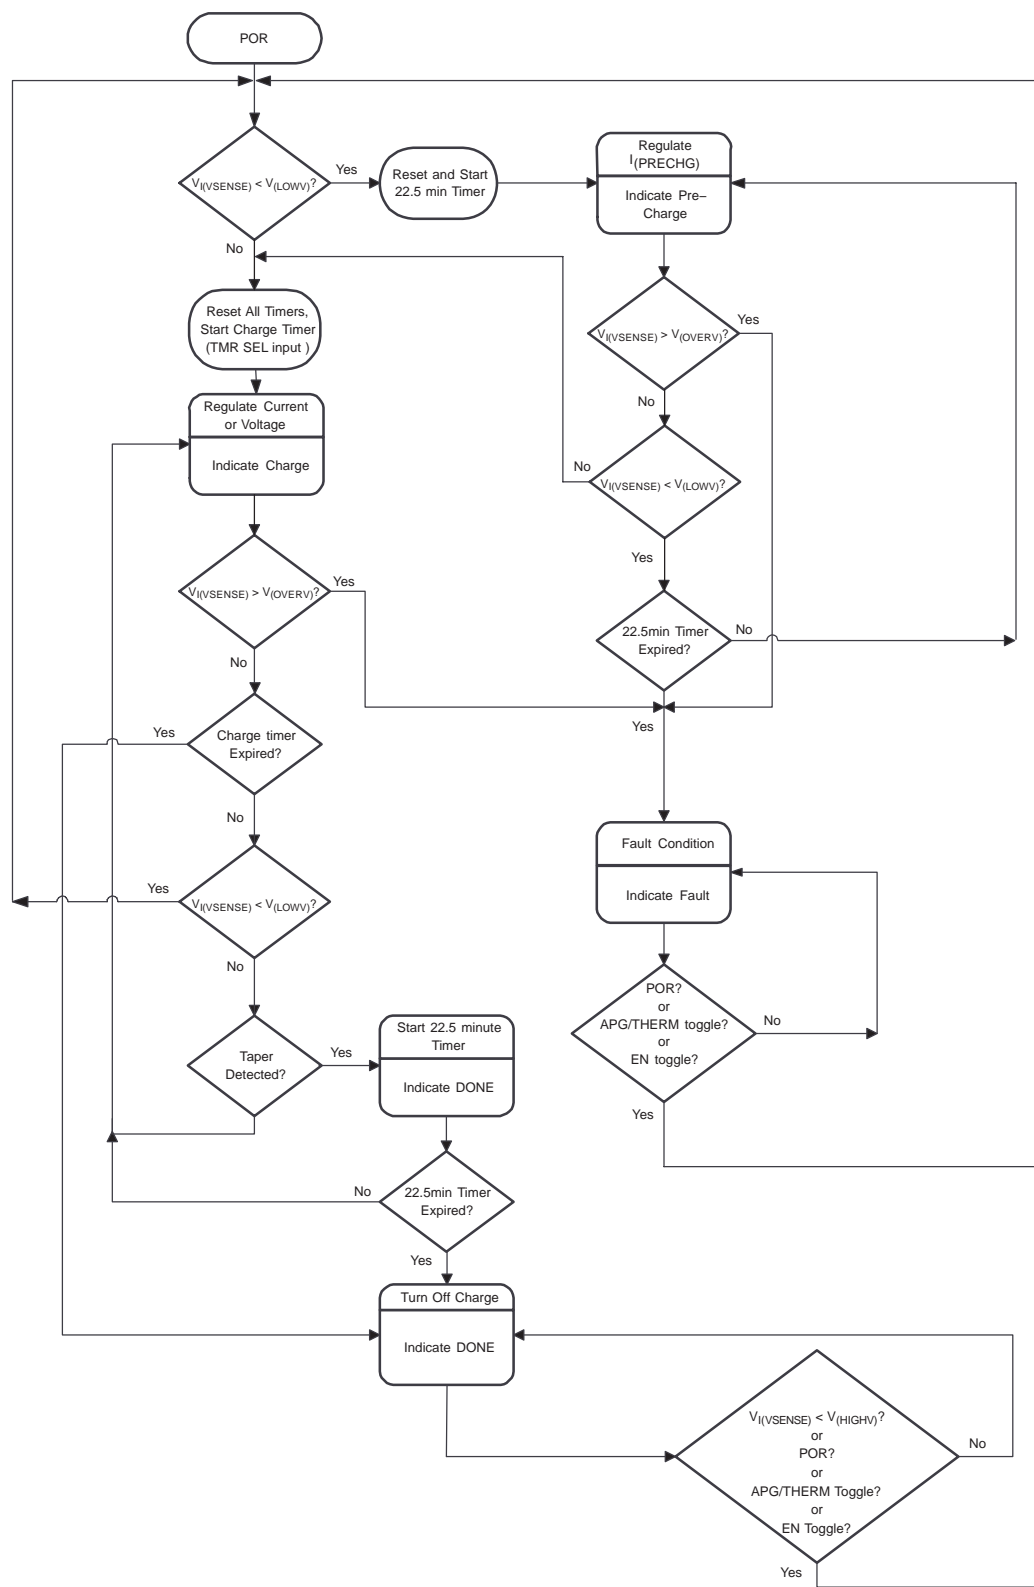 POR
VI(VSENSE) < V(LOWV)?
Yes
No
Reset and Start
22.5 min Timer
Regulate
I(PRECHG)
Indicate Pre–
Charge
Reset All Timers,
Start Charge Timer
(TMR SEL input )
VI(VSENSE) > V(OVERV)?
Yes
No
Regulate Current
or Voltage
Indicate Charge
VI(VSENSE) < V(LOWV)?
No
Yes
VI(VSENSE) > V(OVERV)?
Yes
No
22.5min Timer
Expired?
No
Yes
Charge timer
Expired?
Yes
No
Fault Condition
Indicate Fault
VI(VSENSE) < V(LOWV)?
Yes
No
POR?
or
APG/THERM toggle?
or
EN toggle?
No
Yes
Taper
Detected?
Yes
Start 22.5 minute
Timer
Indicate DONE
22.5min Timer
Expired?
No
Yes
Turn Off Charge
Indicate DONE
VI(VSENSE) < V(HIGHV)?
or
POR?
or
APG/THERM Toggle?
or
EN Toggle?
No
Yes